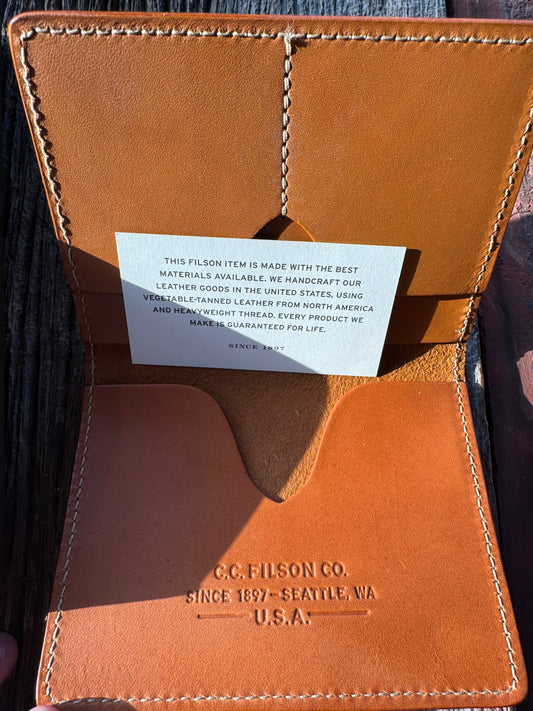 THIS FILSON ITEM IS MADE WITH THE BEST
MATERIALS AVAILABLE. WE HANDCRAFT OUR
LEATHER GOODS IN THE UNITED STATES, USING
VEGETABLE-TANNED LEATHER FROM NORTH AMERICA
AND HEAVYWEIGHT THREAD. EVERY PRODUCT WE
MAKE IS GUARANTEED FOR LIFE.
SINCE 1897
C.C. FILSON CO.
SINCE 1897 - SEATTLE, WA
U.S.A.